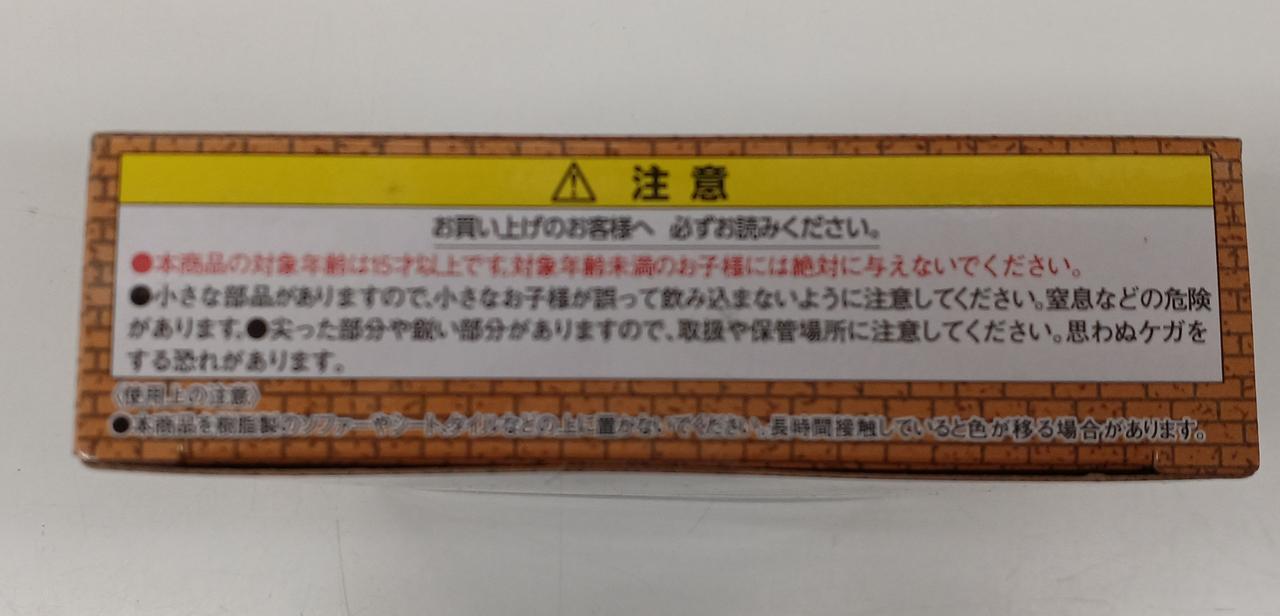 ⚠ 注意
お買い上げのお客様へ 必ずお読みください。
●本商品の対象年齢は15才以上です。対象年齢未満のお子様には絶対に与えないでください。
●小さな部品がありますので、小さなお子様が誤って飲み込まないように注意してください。窒息などの危険
があります。●尖った部分や鋭い部分がありますので、取扱や保管場所に注意してください。思わぬケガを
する恐れがあります。
〈使用上の注意〉
●本商品を樹脂製のソファーやシート、タイルなどの上に置かないでください。長時間接触していると色が移る場合があります。